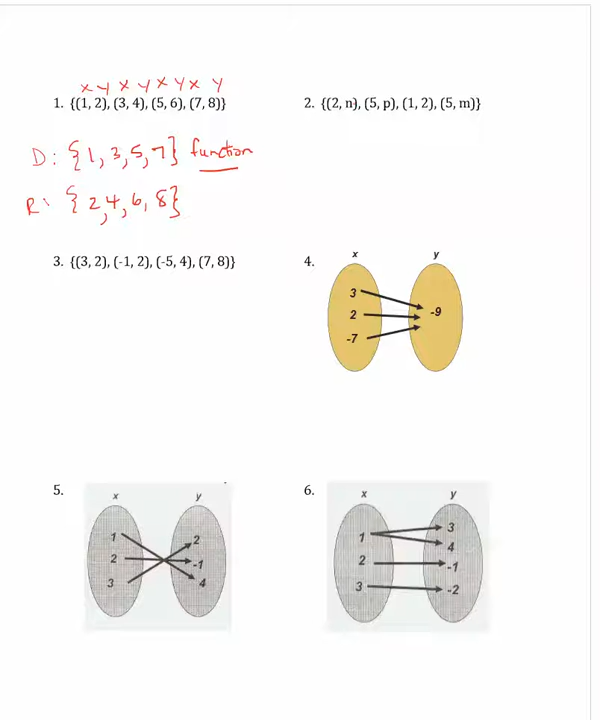 x y x y x y x y
1. {(1, 2), (3, 4), (5, 6), (7, 8)}
2. {(2, n), (5, p), (1, 2), (5, m)}
D: {1, 3, 5, 7} function
R: {2, 4, 6, 8}
3. {(3, 2), (-1, 2), (-5, 4), (7, 8)}
4.
x y
3
2
-7
-9
5.
x y
1
2
3
2
-1
4
6.
x y
1
2
3
3
4
-1
-2